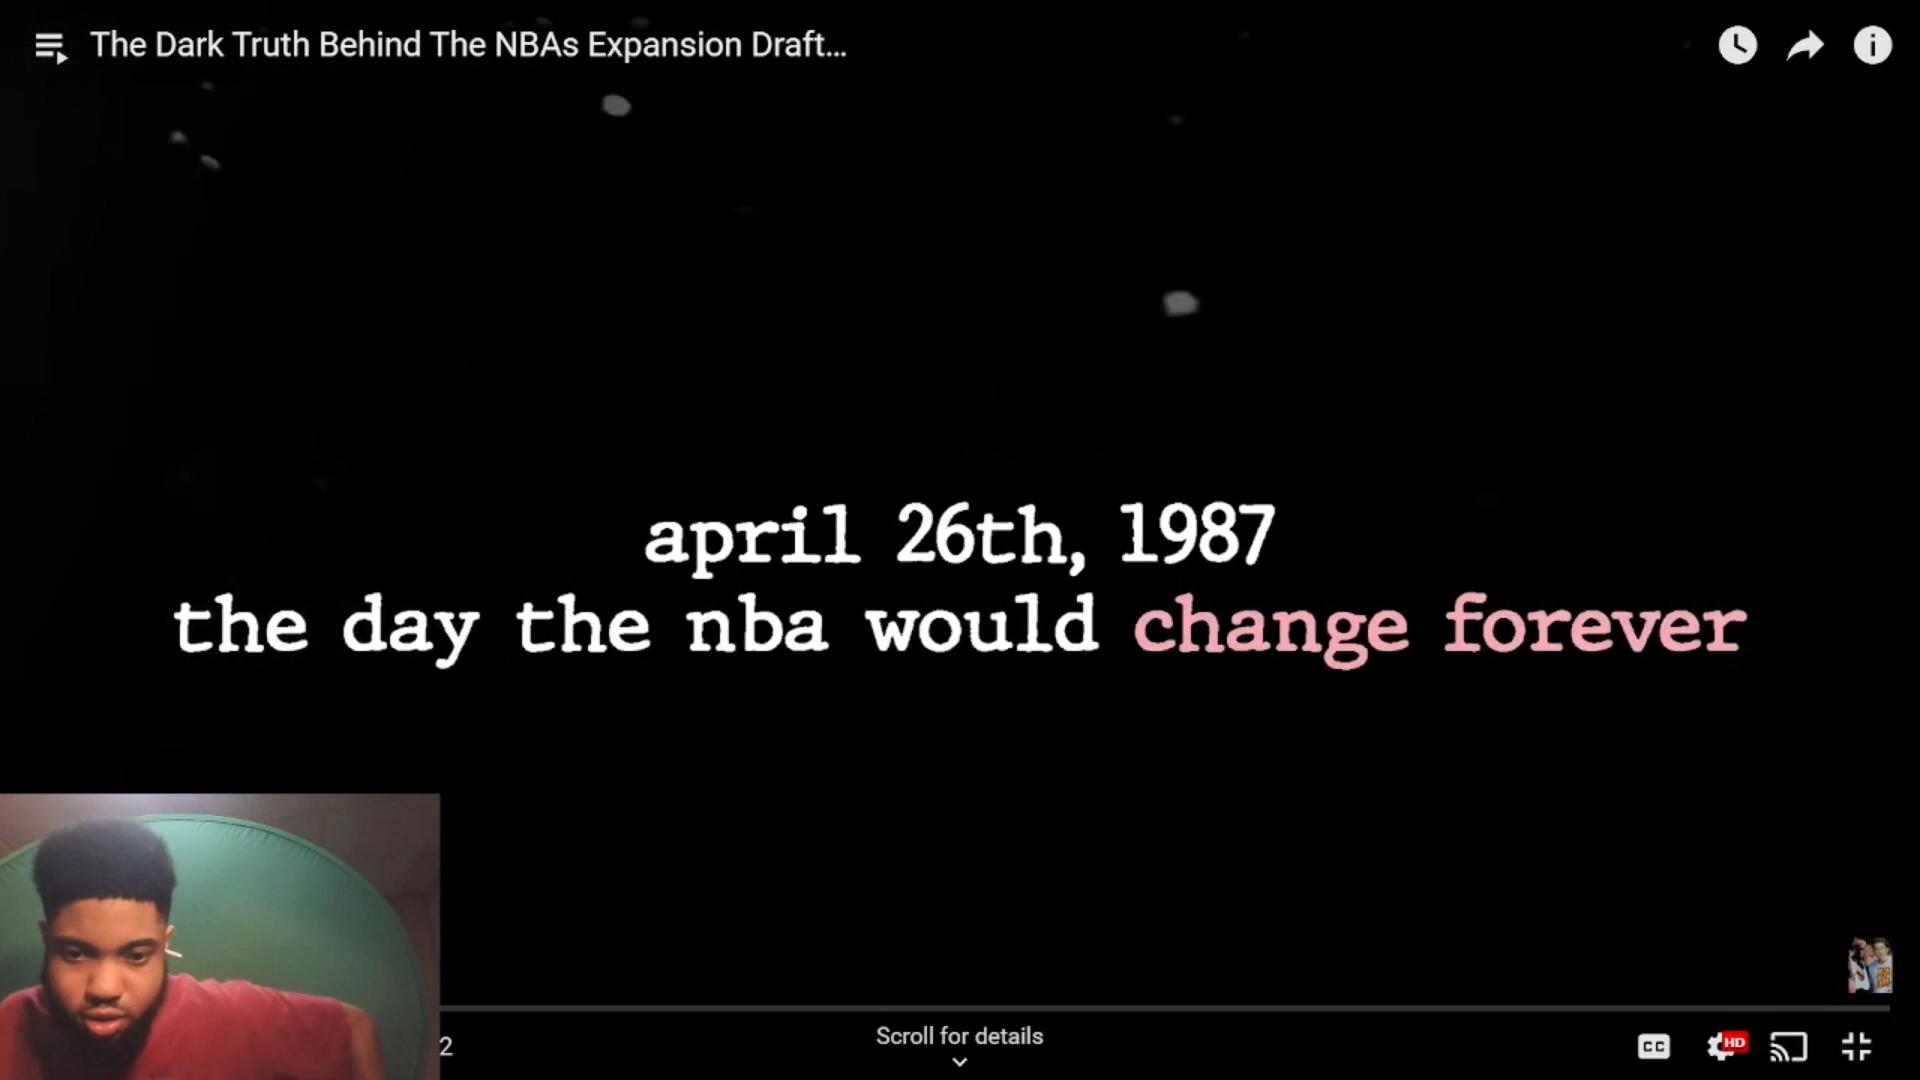 The Dark Truth Behind The NBAs Expansion Draft...
april 26th, 1987
the day the nba would change forever
2
Scroll for details
CC
HD